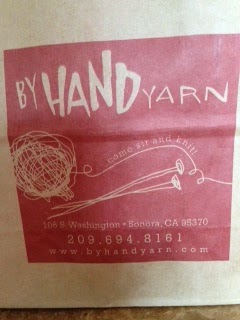 BY HAND YARN
come sit and knit!
106 S. Washington • Sonora, CA 95370
209.694.8161
www.byhandyarn.com